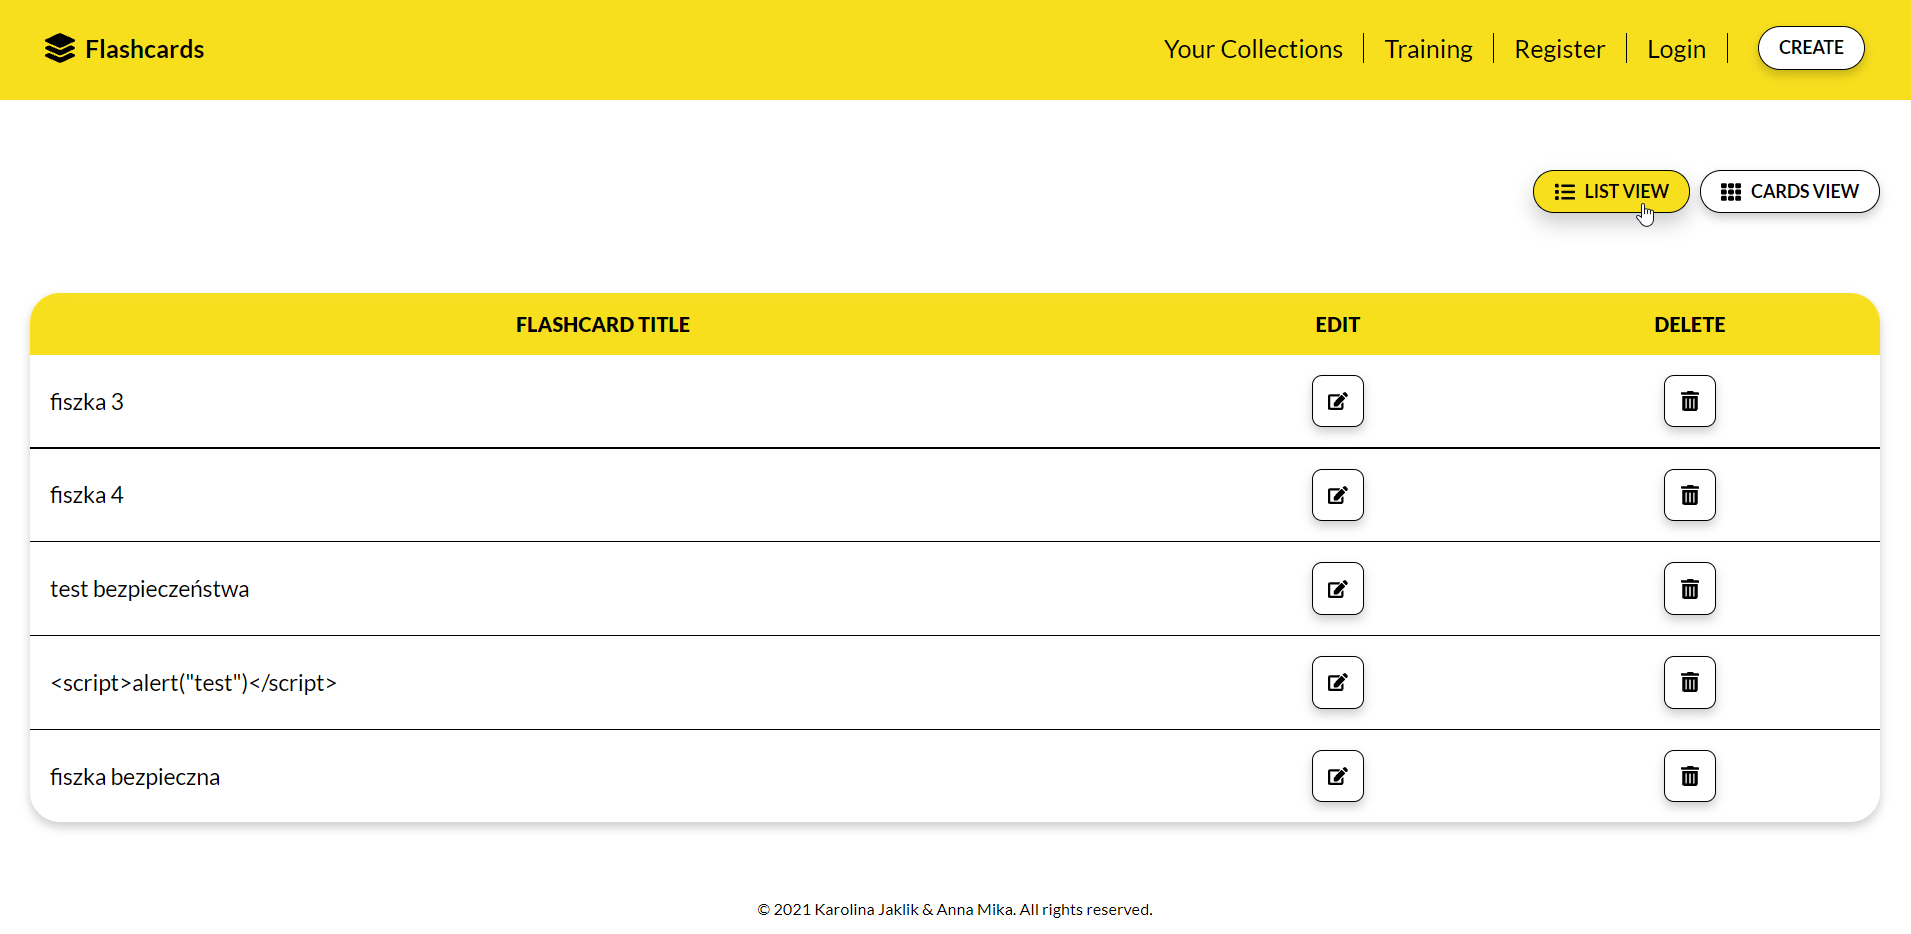 Flashcards
Your Collections
Training
Register
Login
CREATE
LIST VIEW
CARDS VIEW
FLASHCARD TITLE
EDIT
DELETE
fiszka 3
fiszka 4
test bezpieczeństwa
<script>alert("test")</script>
fiszka bezpieczna
© 2021 Karolina Jaklik & Anna Mika. All rights reserved.